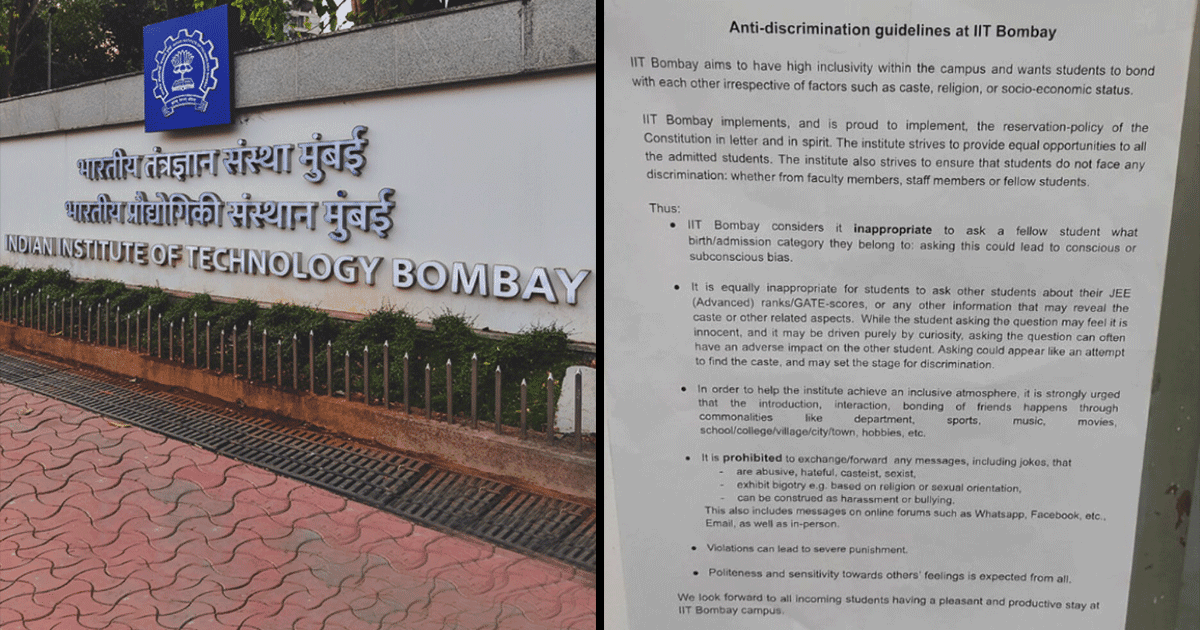 भारतीय तंत्रज्ञान संस्था मुंबई
भारतीय प्रौद्योगिकी संस्थान मुंबई
INDIAN INSTITUTE OF TECHNOLOGY BOMBAY
Anti-discrimination guidelines at IIT Bombay
IIT Bombay aims to have high inclusivity within the campus and wants students to bond
with each other irrespective of factors such as caste, religion, or socio-economic status.
IIT Bombay implements, and is proud to implement, the reservation-policy of the
Constitution in letter and in spirit. The institute strives to provide equal opportunities to all
the admitted students. The institute also strives to ensure that students do not face any
discrimination: whether from faculty members, staff members or fellow students.
Thus:
• IIT Bombay considers it inappropriate to ask a fellow student what
birth/admission category they belong to: asking this could lead to conscious or
subconscious bias.
• It is equally inappropriate for students to ask other students about their JEE
(Advanced) ranks/GATE-scores, or any other information that may reveal the
caste or other related aspects. While the student asking the question may feel it is
innocent, and it may be driven purely by curiosity, asking the question can often
have an adverse impact on the other student. Asking could appear like an attempt
to find the caste, and may set the stage for discrimination.
• In order to help the institute achieve an inclusive atmosphere, it is strongly urged
that the introduction, interaction, bonding of friends happens through
commonalities like department, sports, music, movies,
school/college/village/city/town, hobbies, etc.
• It is prohibited to exchange/forward any messages, including jokes, that
- are abusive, hateful, casteist, sexist,
- exhibit bigotry e.g. based on religion or sexual orientation,
- can be construed as harassment or bullying.
This also includes messages on online forums such as Whatsapp, Facebook, etc.,
Email, as well as in-person.
• Violations can lead to severe punishment.
• Politeness and sensitivity towards others' feelings is expected from all.
We look forward to all incoming students having a pleasant and productive stay at
IIT Bombay campus.